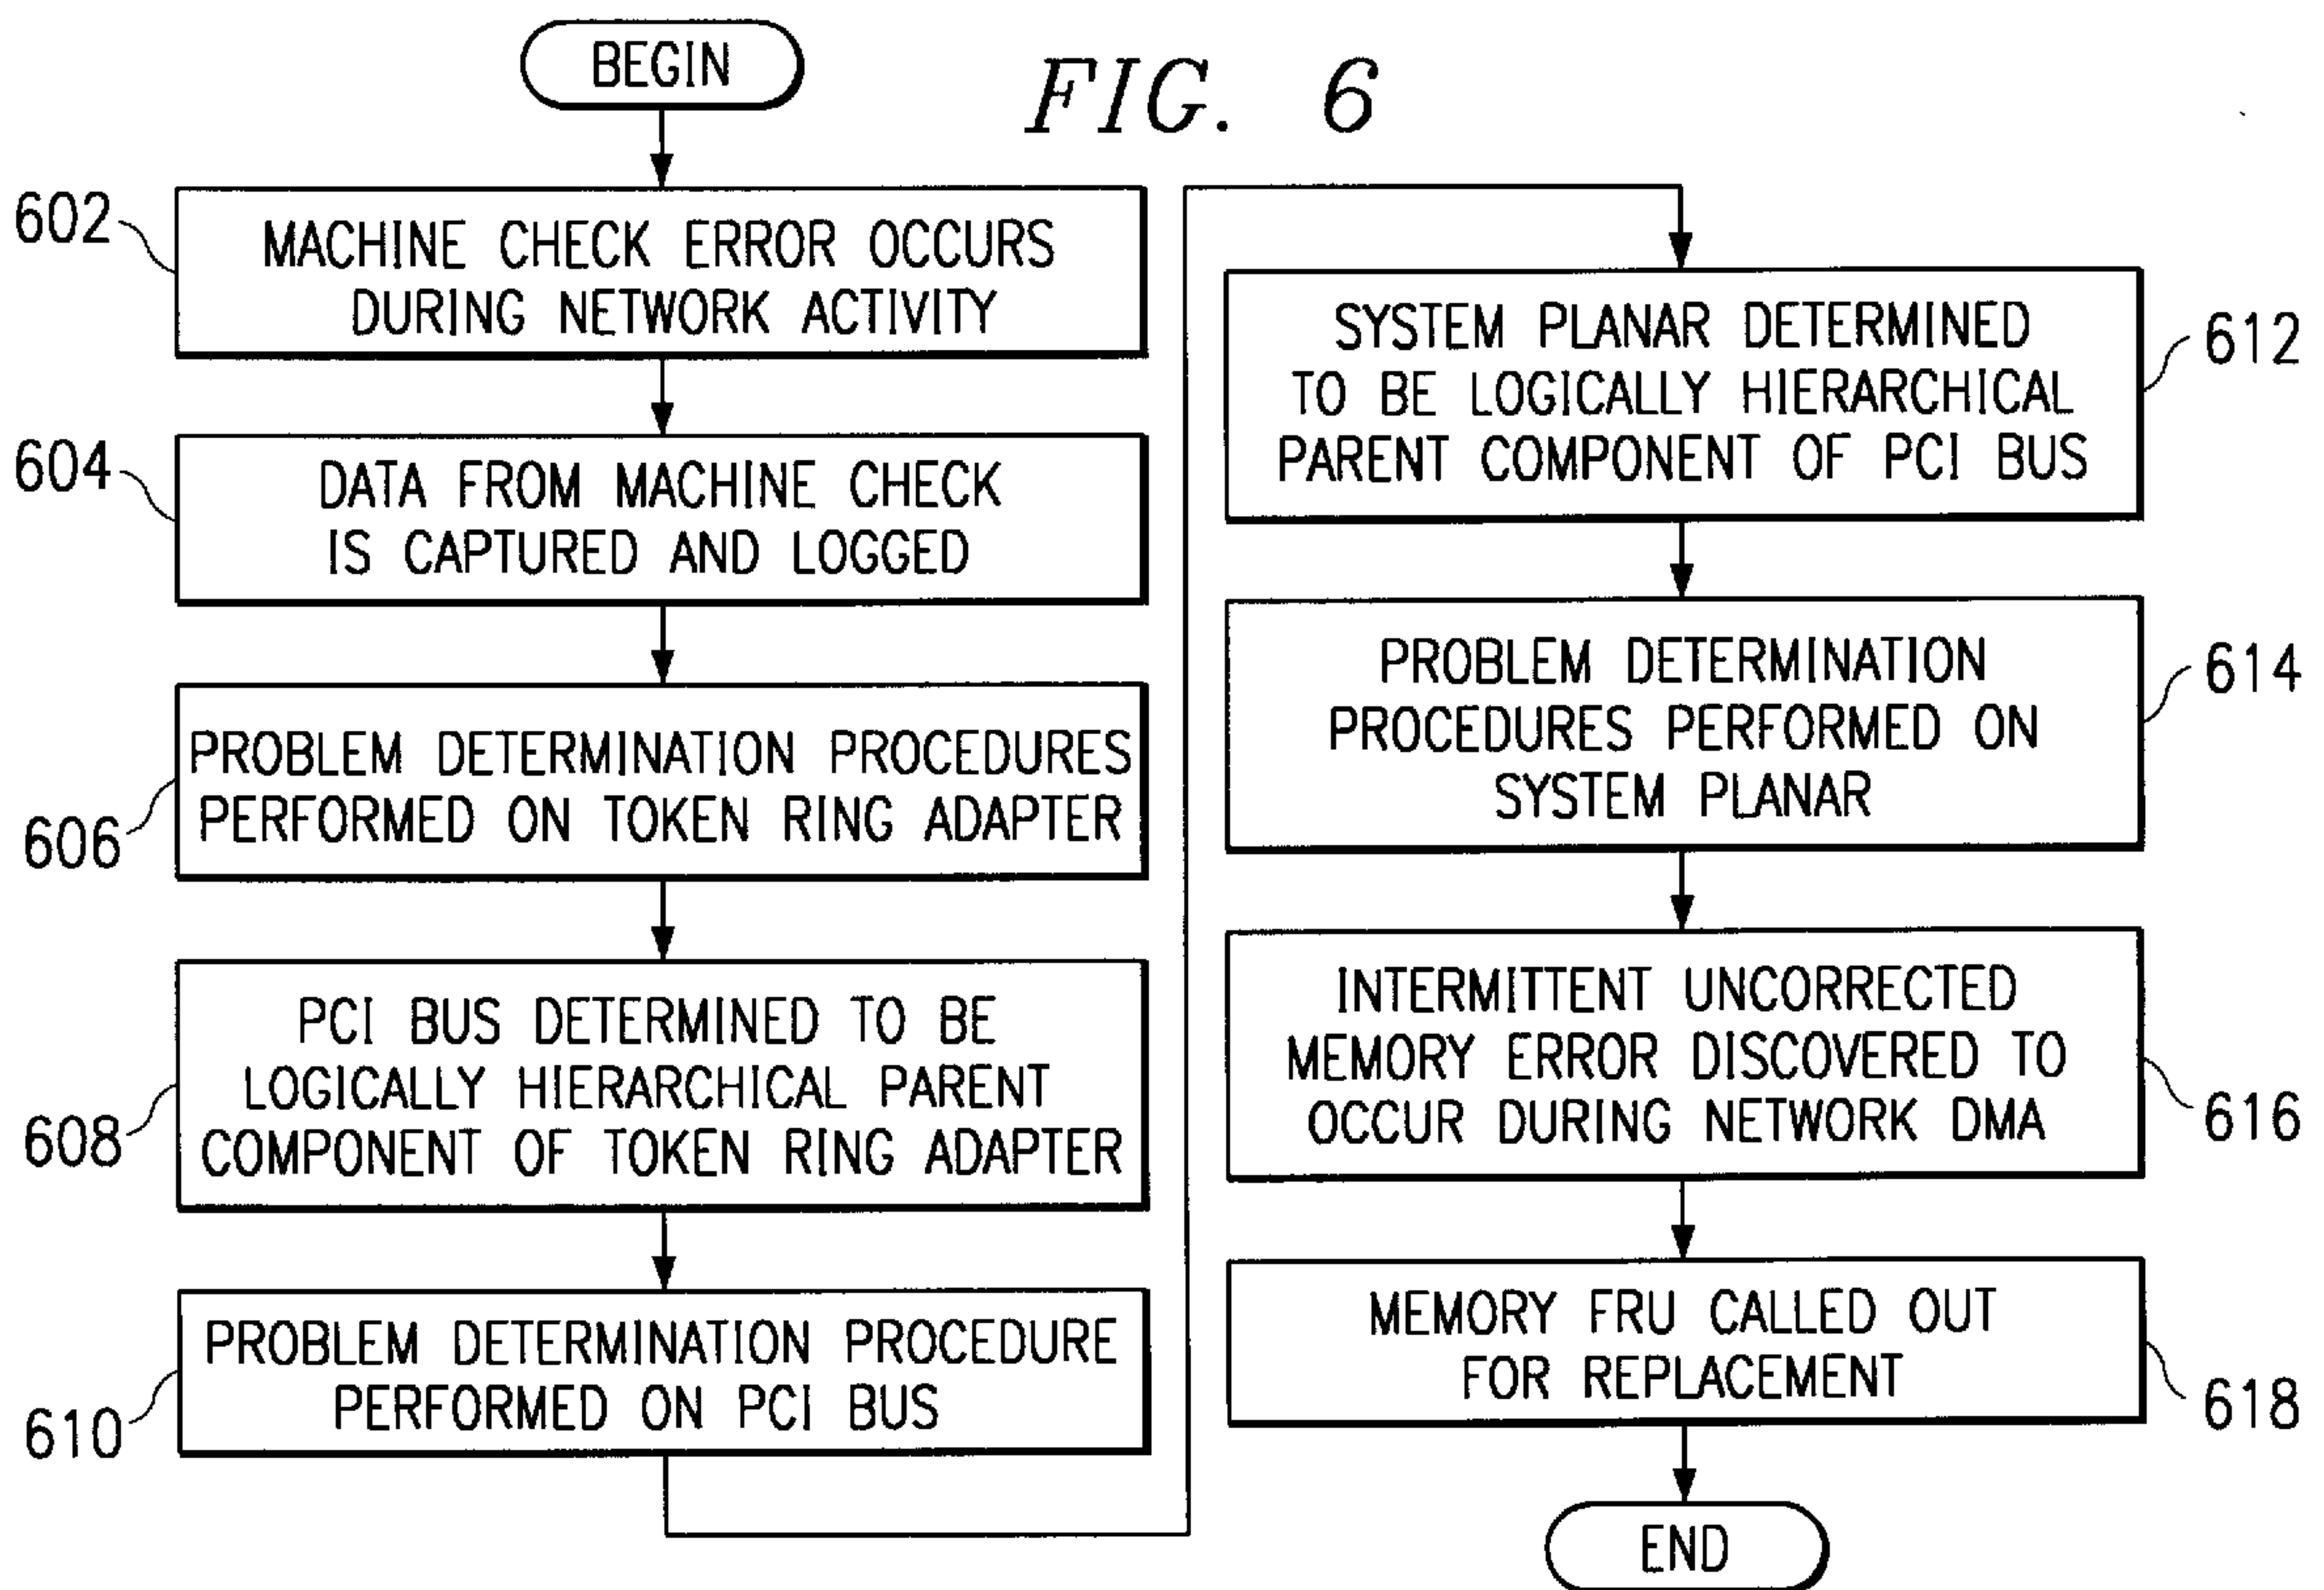 BEGIN
FIG. 6
602
MACHINE CHECK ERROR OCCURS
DURING NETWORK ACTIVITY
604
DATA FROM MACHINE CHECK
IS CAPTURED AND LOGGED
606
PROBLEM DETERMINATION PROCEDURES
PERFORMED ON TOKEN RING ADAPTER
608
PCI BUS DETERMINED TO BE
LOGICALLY HIERARCHICAL PARENT
COMPONENT OF TOKEN RING ADAPTER
610
PROBLEM DETERMINATION PROCEDURE
PERFORMED ON PCI BUS
612
SYSTEM PLANAR DETERMINED
TO BE LOGICALLY HIERARCHICAL
PARENT COMPONENT OF PCI BUS
614
PROBLEM DETERMINATION
PROCEDURES PERFORMED ON
SYSTEM PLANAR
616
INTERMITTENT UNCORRECTED
MEMORY ERROR DISCOVERED TO
OCCUR DURING NETWORK DMA
618
MEMORY FRU CALLED OUT
FOR REPLACEMENT
END